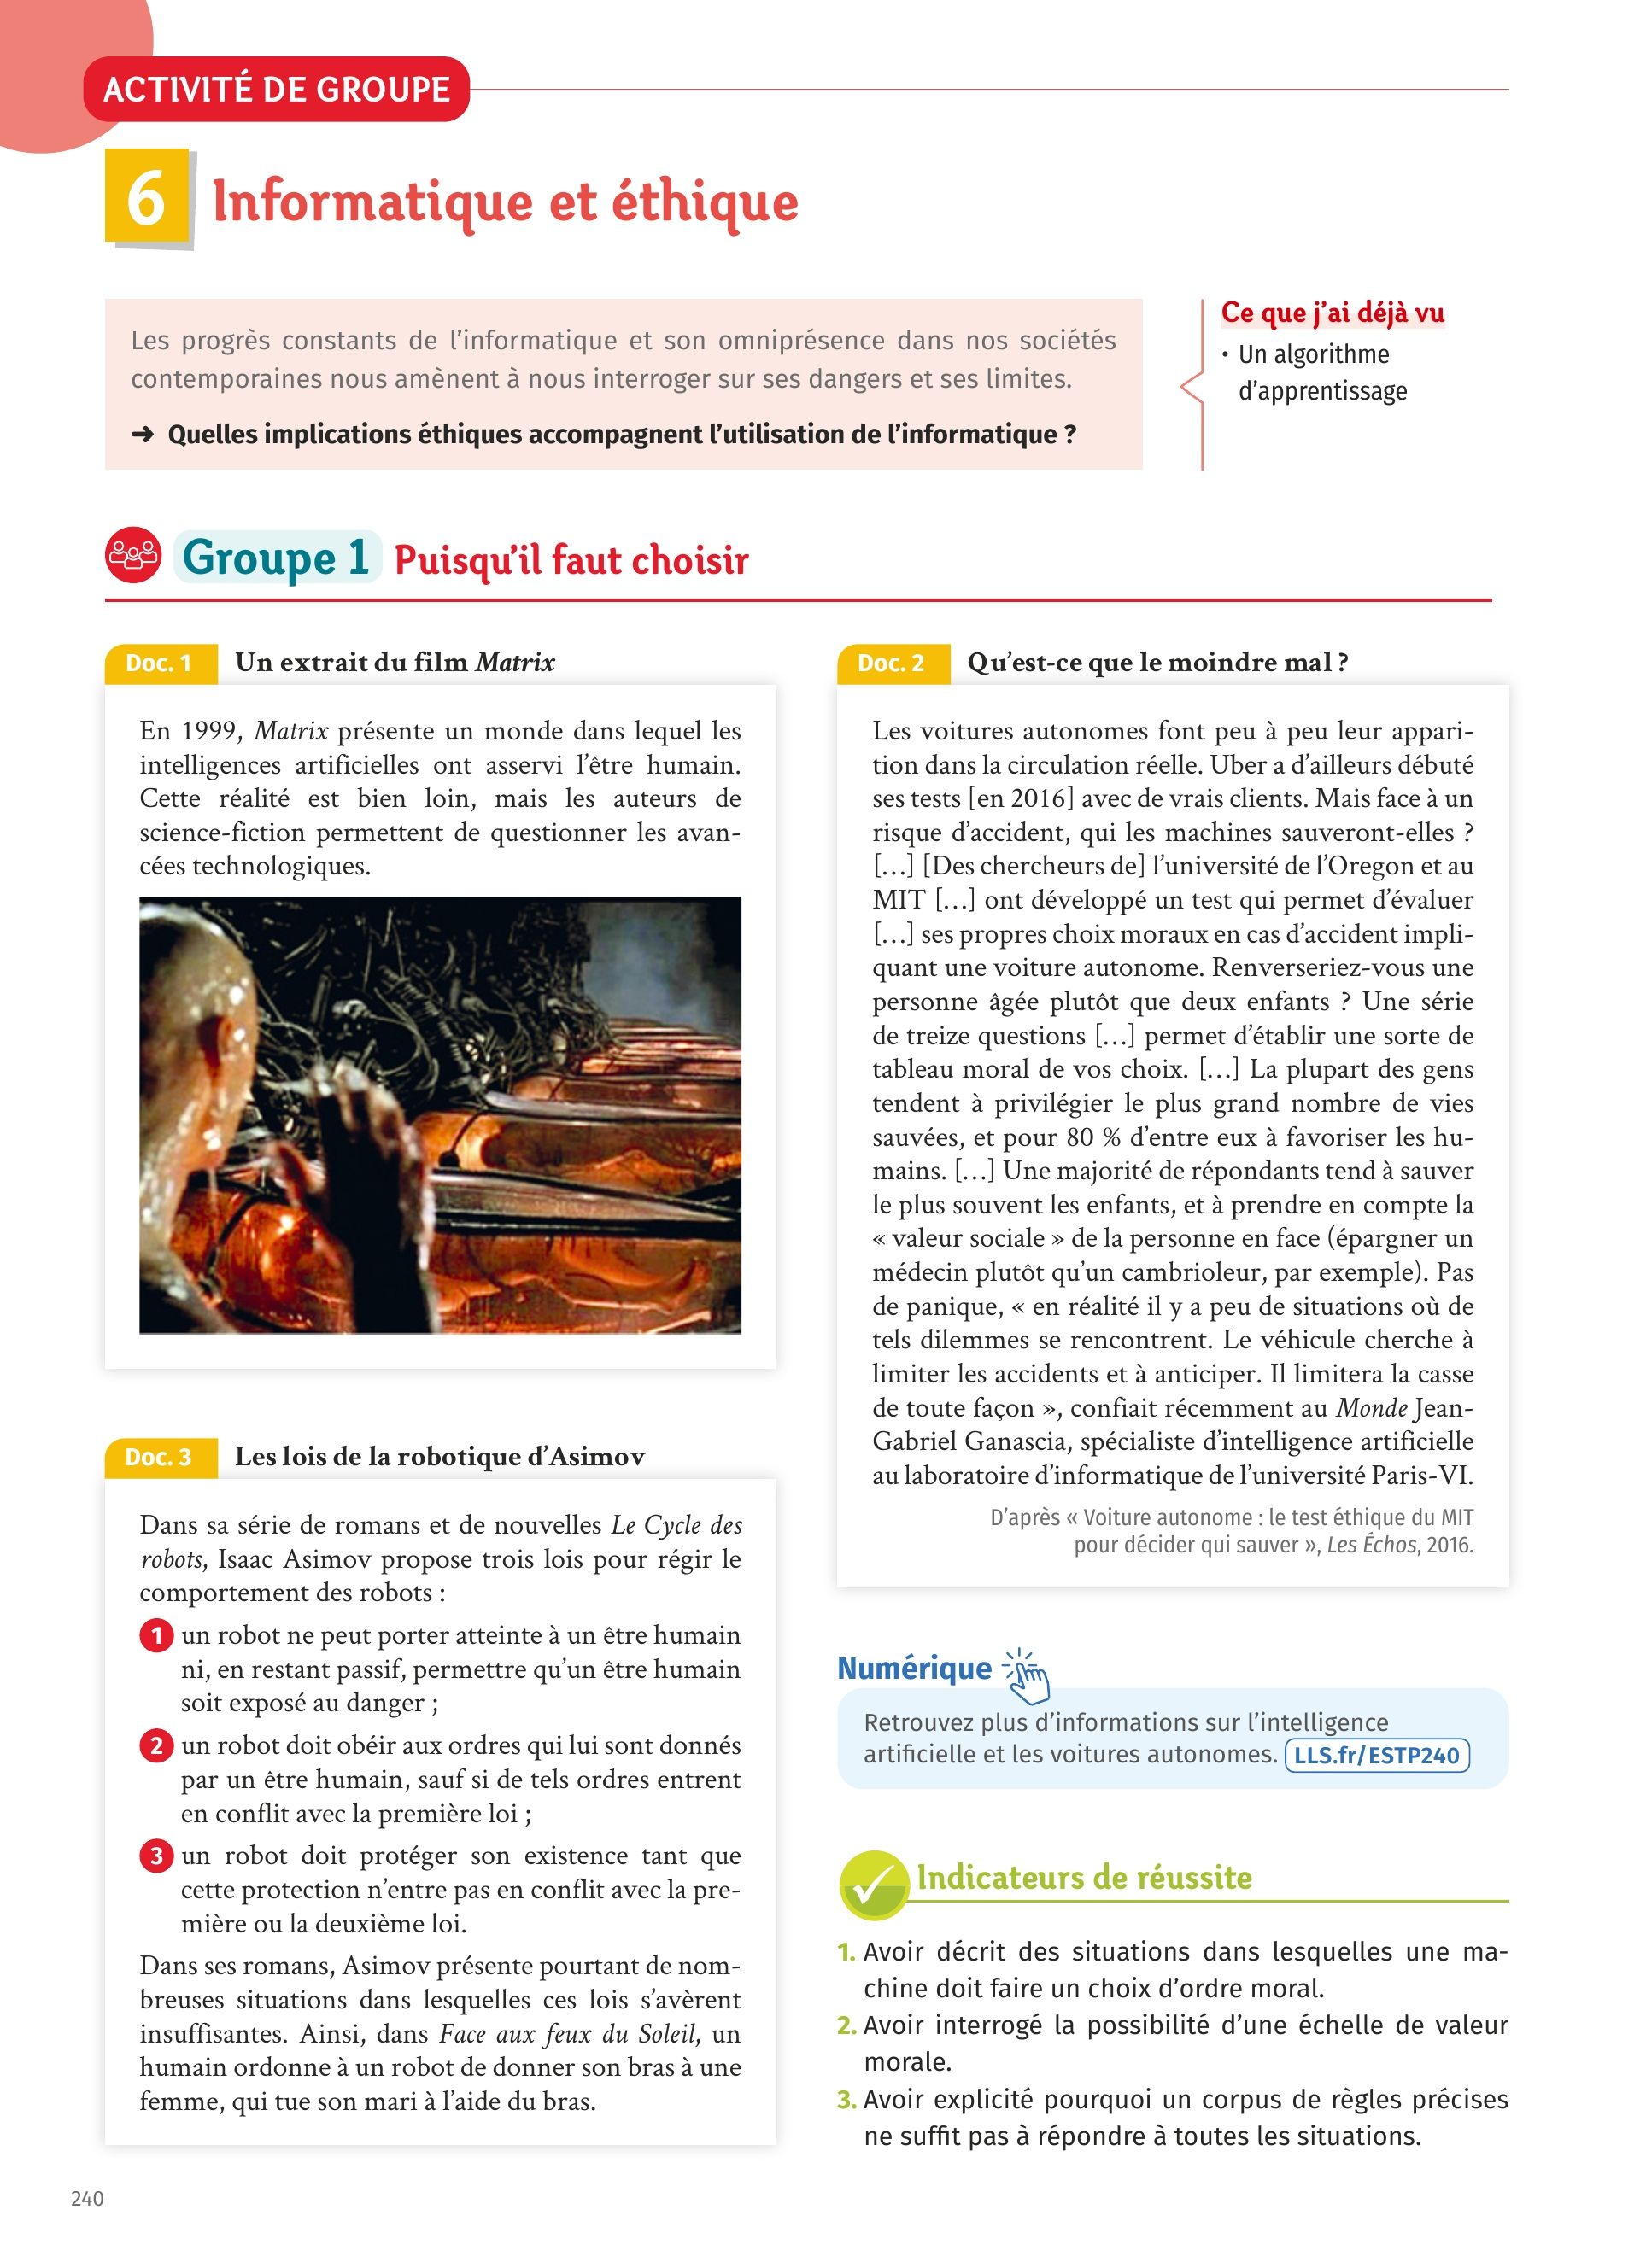 ACTIVITÉ DE GROUPE
6 Informatique et éthique
Les progrès constants de l’informatique et son omniprésence dans nos sociétés
contemporaines nous amènent à nous interroger sur ses dangers et ses limites.
➜ Quelles implications éthiques accompagnent l’utilisation de l’informatique ?
Ce que j’ai déjà vu
• Un algorithme
d’apprentissage
Groupe 1 Puisqu’il faut choisir
Doc. 1 Un extrait du film Matrix
En 1999, Matrix présente un monde dans lequel les
intelligences artificielles ont asservi l’être humain.
Cette réalité est bien loin, mais les auteurs de
science-fiction permettent de questionner les avan-
cées technologiques.
Doc. 2 Qu’est-ce que le moindre mal ?
Les voitures autonomes font peu à peu leur appari-
tion dans la circulation réelle. Uber a d’ailleurs débuté
ses tests [en 2016] avec de vrais clients. Mais face à un
risque d’accident, qui les machines sauveront-elles ?
[…] [Des chercheurs de] l’université de l’Oregon et au
MIT […] ont développé un test qui permet d’évaluer
[…] ses propres choix moraux en cas d’accident impli-
quant une voiture autonome. Renverseriez-vous une
personne âgée plutôt que deux enfants ? Une série
de treize questions […] permet d’établir une sorte de
tableau moral de vos choix. […] La plupart des gens
tendent à privilégier le plus grand nombre de vies
sauvées, et pour 80 % d’entre eux à favoriser les hu-
mains. […] Une majorité de répondants tend à sauver
le plus souvent les enfants, et à prendre en compte la
« valeur sociale » de la personne en face (épargner un
médecin plutôt qu’un cambrioleur, par exemple). Pas
de panique, « en réalité il y a peu de situations où de
tels dilemmes se rencontrent. Le véhicule cherche à
limiter les accidents et à anticiper. Il limitera la casse
de toute façon », confiait récemment au Monde Jean-
Gabriel Ganascia, spécialiste d’intelligence artificielle
au laboratoire d’informatique de l’université Paris-VI.
D’après « Voiture autonome : le test éthique du MIT
pour décider qui sauver », Les Échos, 2016.
Doc. 3 Les lois de la robotique d’Asimov
Dans sa série de romans et de nouvelles Le Cycle des
robots, Isaac Asimov propose trois lois pour régir le
comportement des robots :
1 un robot ne peut porter atteinte à un être humain
ni, en restant passif, permettre qu’un être humain
soit exposé au danger ;
2 un robot doit obéir aux ordres qui lui sont donnés
par un être humain, sauf si de tels ordres entrent
en conflit avec la première loi ;
3 un robot doit protéger son existence tant que
cette protection n’entre pas en conflit avec la pre-
mière ou la deuxième loi.
Dans ses romans, Asimov présente pourtant de nom-
breuses situations dans lesquelles ces lois s’avèrent
insuffisantes. Ainsi, dans Face aux feux du Soleil, un
humain ordonne à un robot de donner son bras à une
femme, qui tue son mari à l’aide du bras.
Numérique
Retrouvez plus d’informations sur l’intelligence
artificielle et les voitures autonomes. LLS.fr/ESTP240
Indicateurs de réussite
1. Avoir décrit des situations dans lesquelles une ma-
chine doit faire un choix d’ordre moral.
2. Avoir interrogé la possibilité d’une échelle de valeur
morale.
3. Avoir explicité pourquoi un corpus de règles précises
ne suffit pas à répondre à toutes les situations.
240